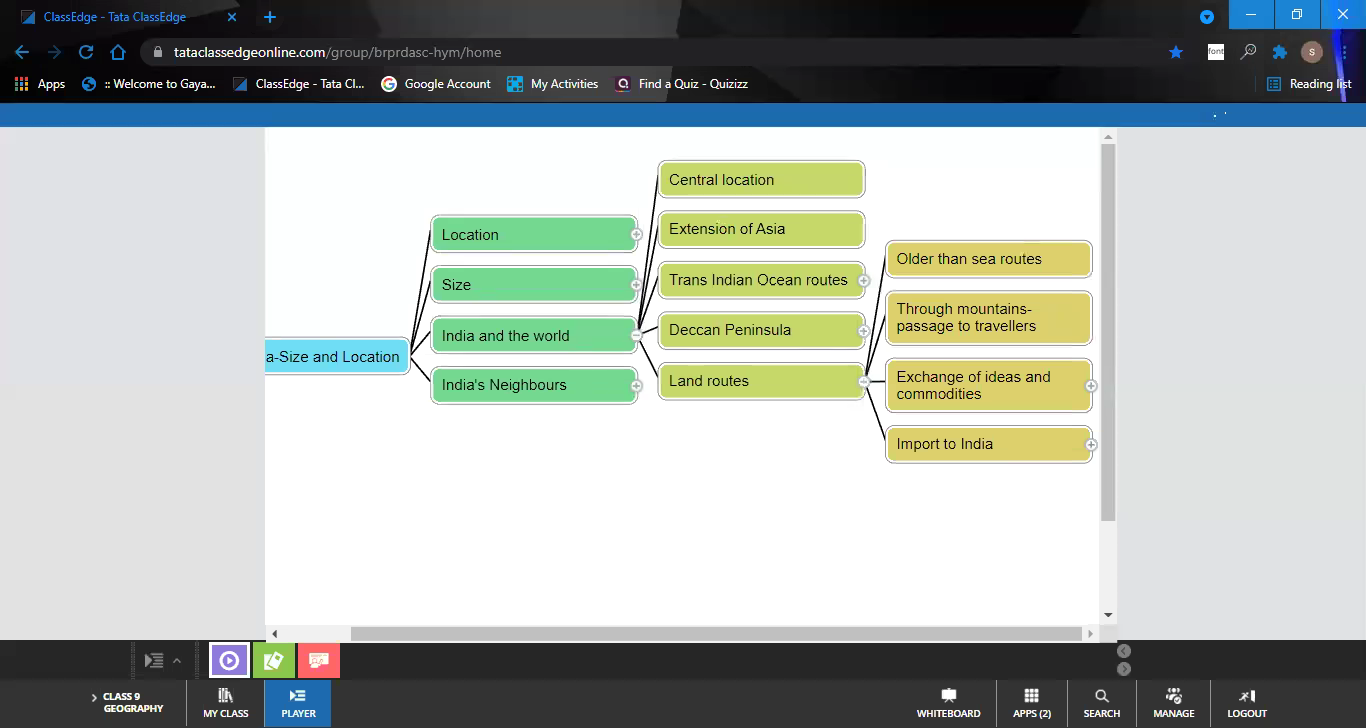 ClassEdge - Tata ClassEdge
tataclassedgeonline.com/group/brprdasc-hym/home
font
S
Apps
:: Welcome to Gaya...
ClassEdge - Tata Cl...
Google Account
My Activities
Find a Quiz - Quizizz
Reading list
a-Size and Location
Location
Size
India and the world
India's Neighbours
Central location
Extension of Asia
Trans Indian Ocean routes
Deccan Peninsula
Land routes
Older than sea routes
Through mountains-
passage to travellers
Exchange of ideas and
commodities
Import to India
CLASS 9
GEOGRAPHY
MY CLASS
PLAYER
WHITEBOARD
APPS (2)
SEARCH
MANAGE
LOGOUT